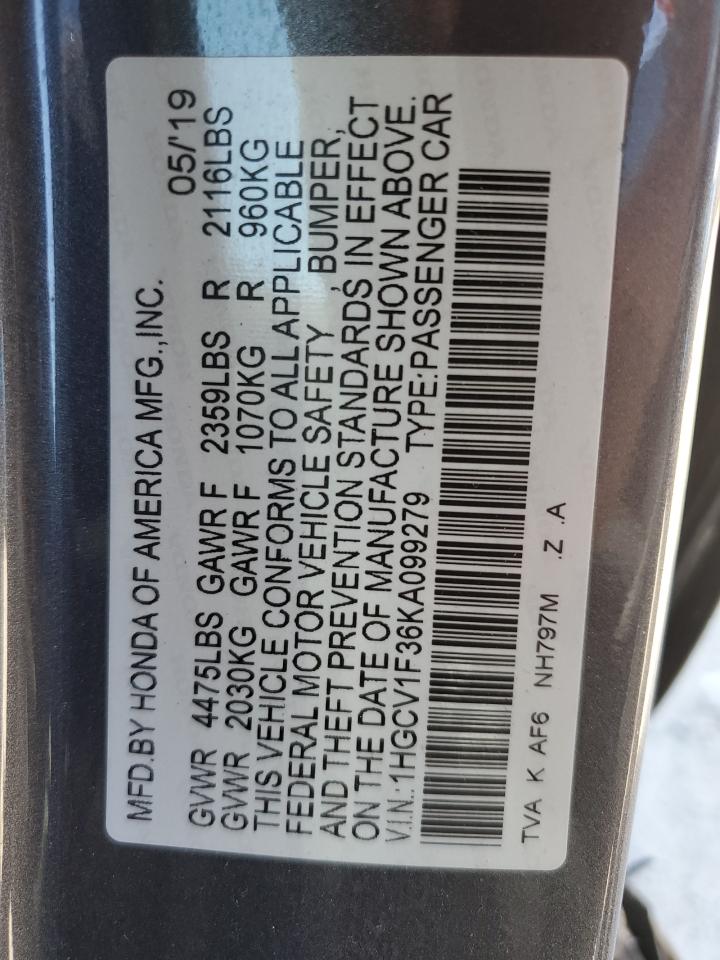 MFD.BY HONDA OF AMERICA MFG.,INC.
05/'19
GVWR 4475LBS GAWR F 2359LBS R 2116LBS
GVWR 2030KG GAWR F 1070KG R 960KG
THIS VEHICLE CONFORMS TO ALL APPLICABLE
FEDERAL MOTOR VEHICLE SAFETY , BUMPER,
AND THEFT PREVENTION STANDARDS IN EFFECT
ON THE DATE OF MANUFACTURE SHOWN ABOVE.
V.I.N.:1HGCV1F36KA099279 TYPE:PASSENGER CAR
TVA K AF6 NH797M .Z .A